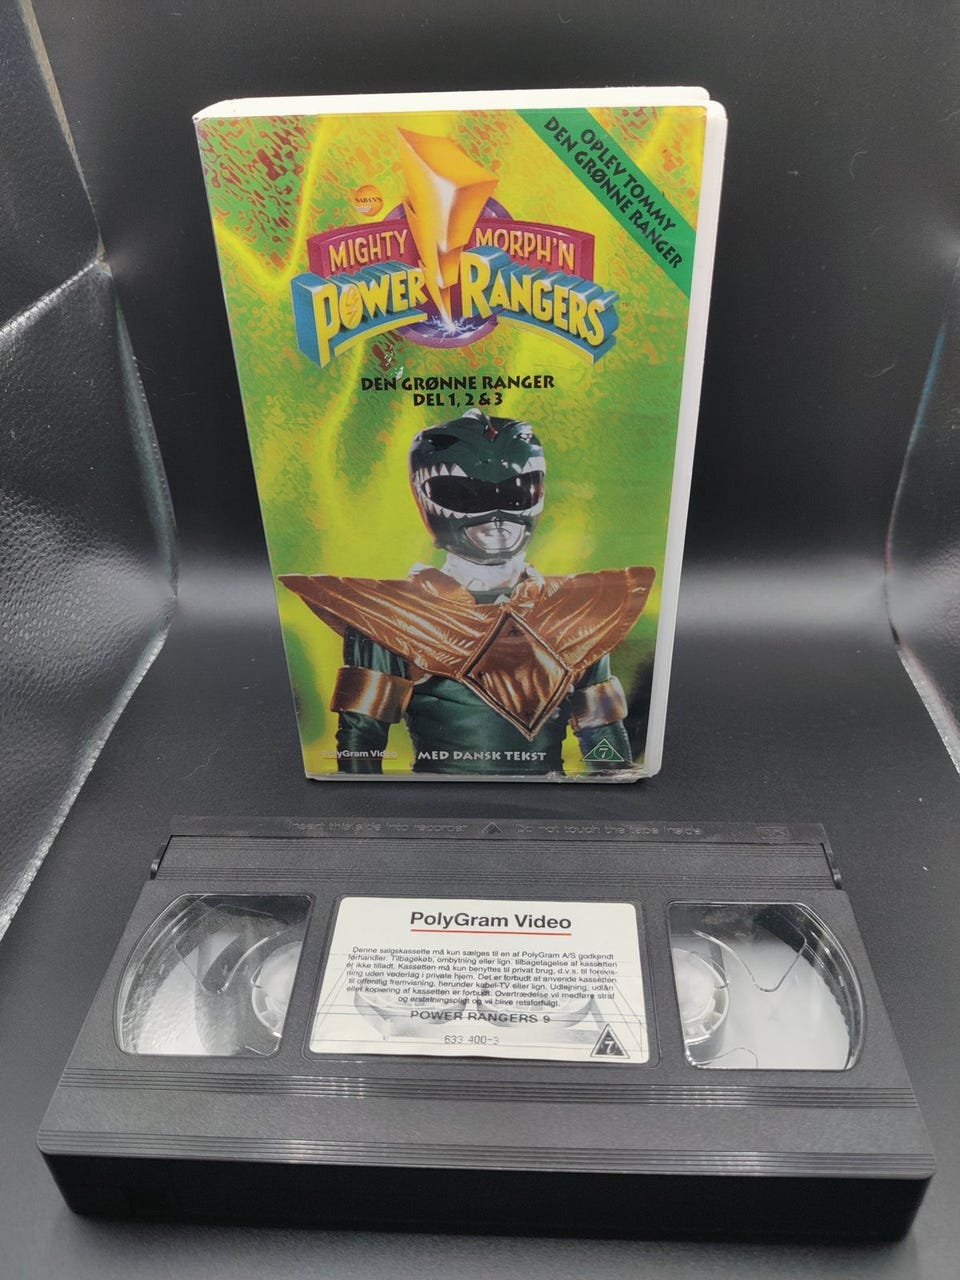 OPLEV TOMMY
DEN GRØNNE RANGER
SABAN'S
MIGHTY MORPH'N
POWER RANGERS
DEN GRØNNE RANGER
DEL 1, 2 & 3
PolyGram Video
MED DANSK TEKST
7
Insert this side into recorder
Do not touch the tape inside
VHS
PolyGram Video
Denne salgskassette må kun sælges til en af PolyGram A/S godkendt
forhandler. Tilbagekøb, ombytning eller lign. tilbagetagelse af kassetten
er ikke tilladt. Kassetten må kun benyttes til privat brug, d.v.s. til forevis-
ning uden vederlag i private hjem. Det er forbudt at anvende kassetten
til offentlig fremvisning, herunder kabel-TV eller lign. Udlejning, udlån
eller kopiering af kassetten er forbudt. Overtrædelse vil medføre straf
og erstatningspligt og vil blive retsforfulgt.
POWER RANGERS 9
633 400-3
7